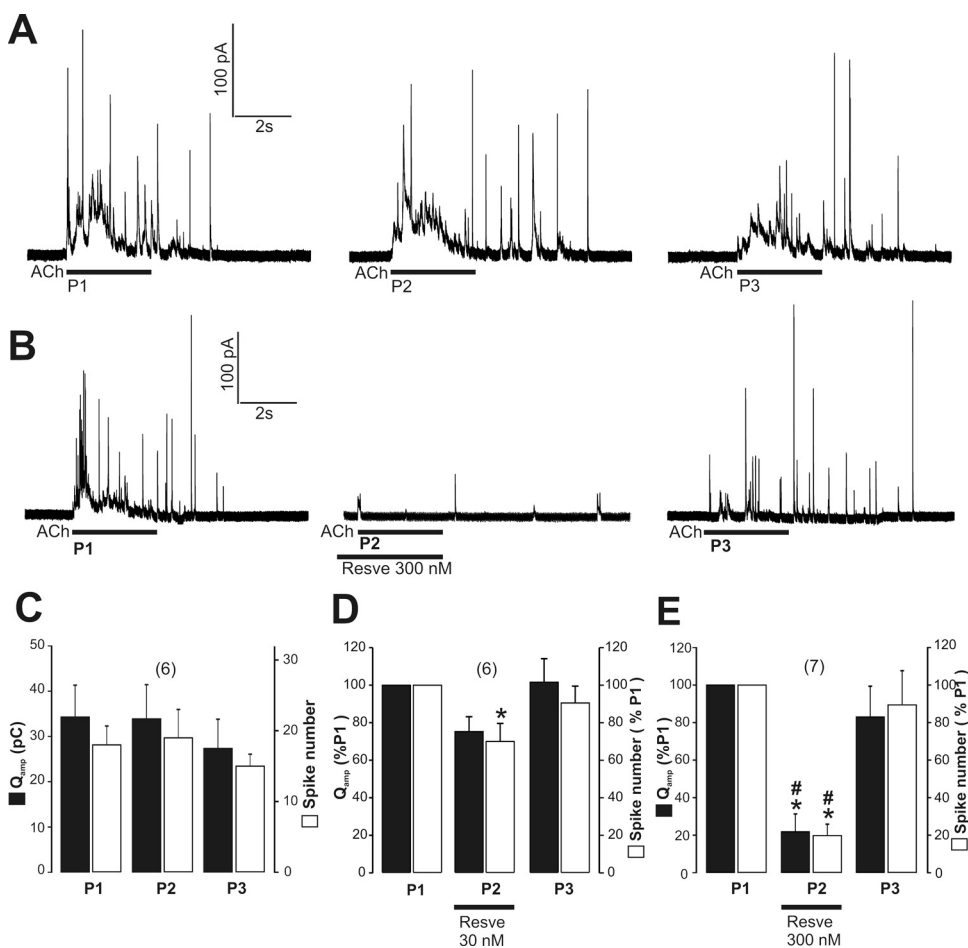 A
100 pA
2s
ACh
P1
ACh
P2
ACh
P3
B
100 pA
2s
ACh
P1
ACh
P2
Resve 300 nM
ACh
P3
C
50
40
30
20
10
0
Qamp (pC)
(6)
30
20
10
0
Spike number
P1
P2
P3
D
120
100
80
60
40
20
0
Qamp (%P1)
(6)
*
120
100
80
60
40
20
0
Spike number ( % P1)
P1
P2
P3
Resve
30 nM
E
120
100
80
60
40
20
0
Qamp (%P1)
(7)
# #
* *
120
100
80
60
40
20
0
Spike number ( % P1)
P1
P2
P3
Resve
300 nM